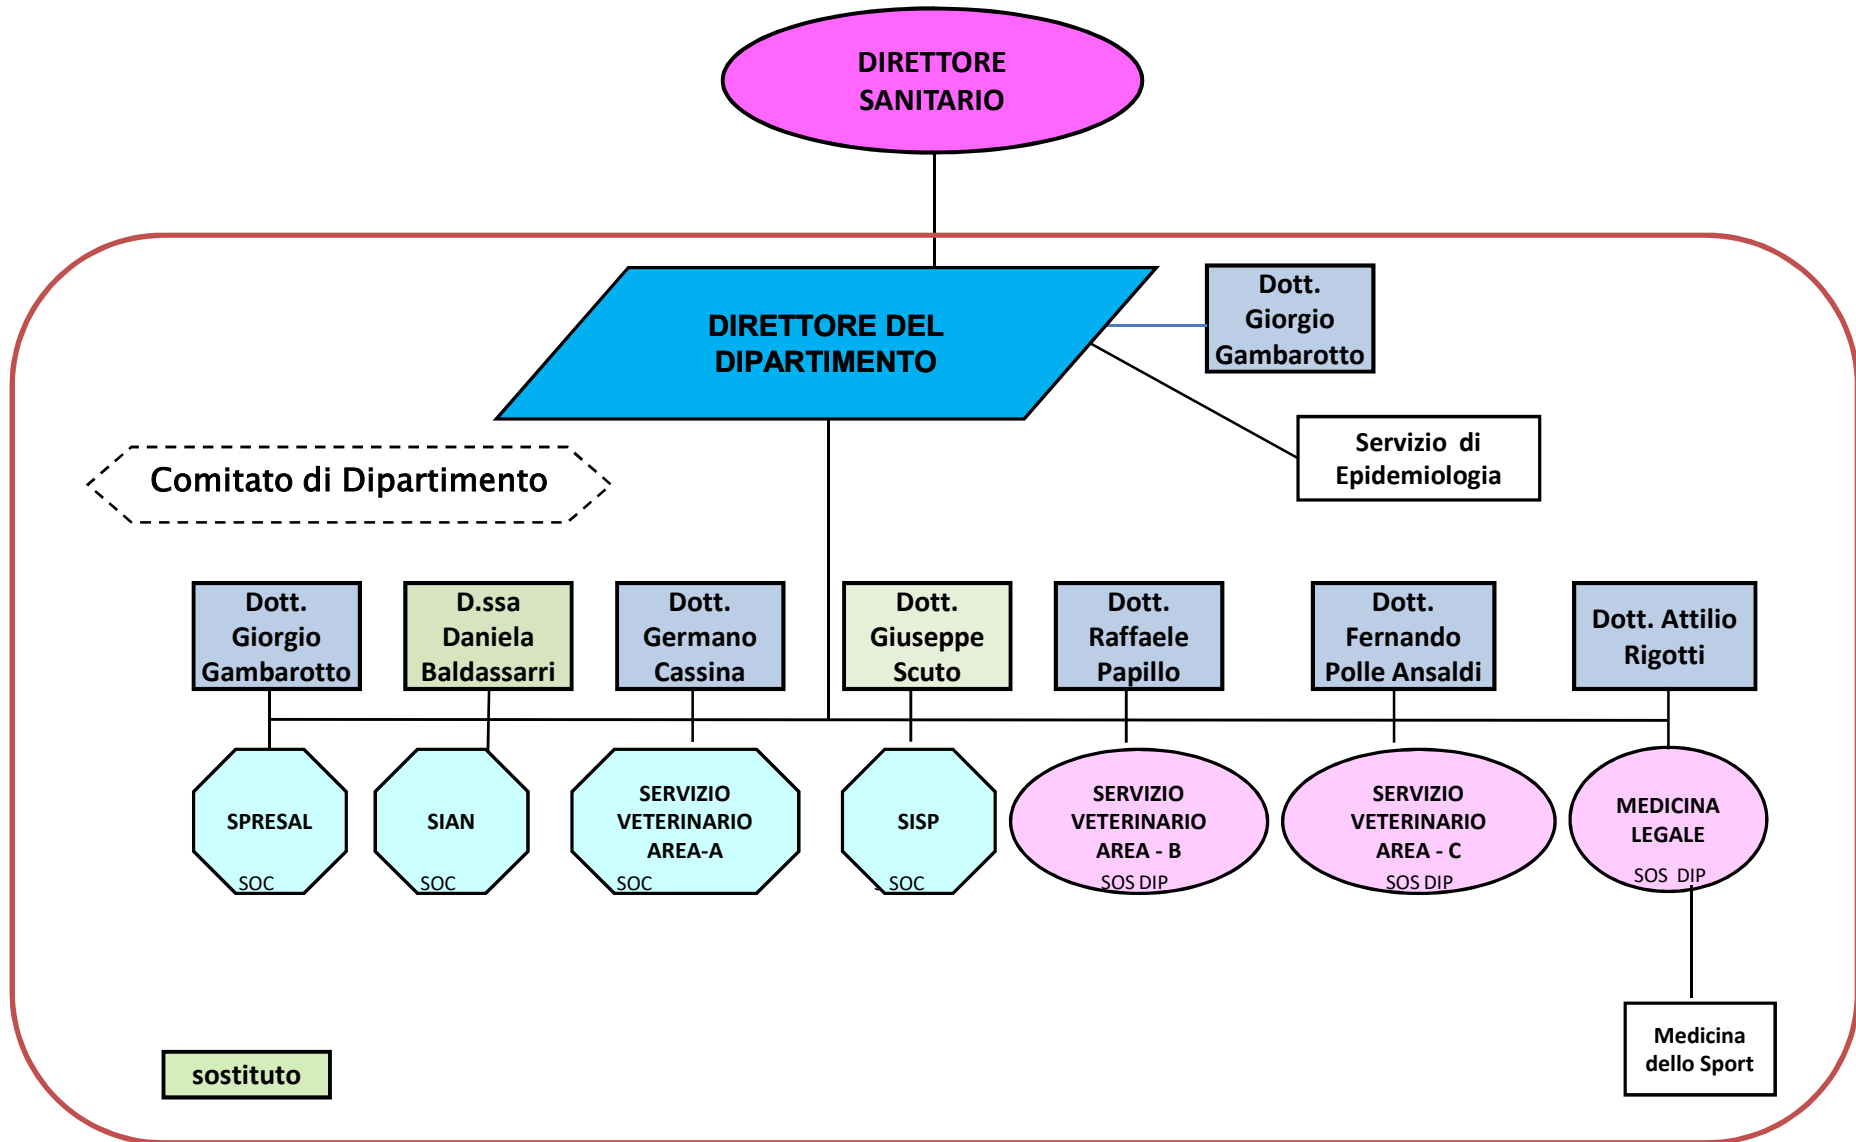 DIRETTORE
SANITARIO
DIRETTORE DEL
DIPARTIMENTO
Dott.
Giorgio
Gambarotto
Servizio di
Epidemiologia
Comitato di Dipartimento
Dott.
Giorgio
Gambarotto
D.ssa
Daniela
Baldassarri
Dott.
Germano
Cassina
Dott.
Giuseppe
Scuto
Dott.
Raffaele
Papillo
Dott.
Fernando
Polle Ansaldi
Dott. Attilio
Rigotti
SPRESAL
SOC
SIAN
SOC
SERVIZIO
VETERINARIO
AREA-A
SOC
SISP
SOC
SERVIZIO
VETERINARIO
AREA - B
SOS DIP
SERVIZIO
VETERINARIO
AREA - C
SOS DIP
MEDICINA
LEGALE
SOS DIP
Medicina
dello Sport
sostituto